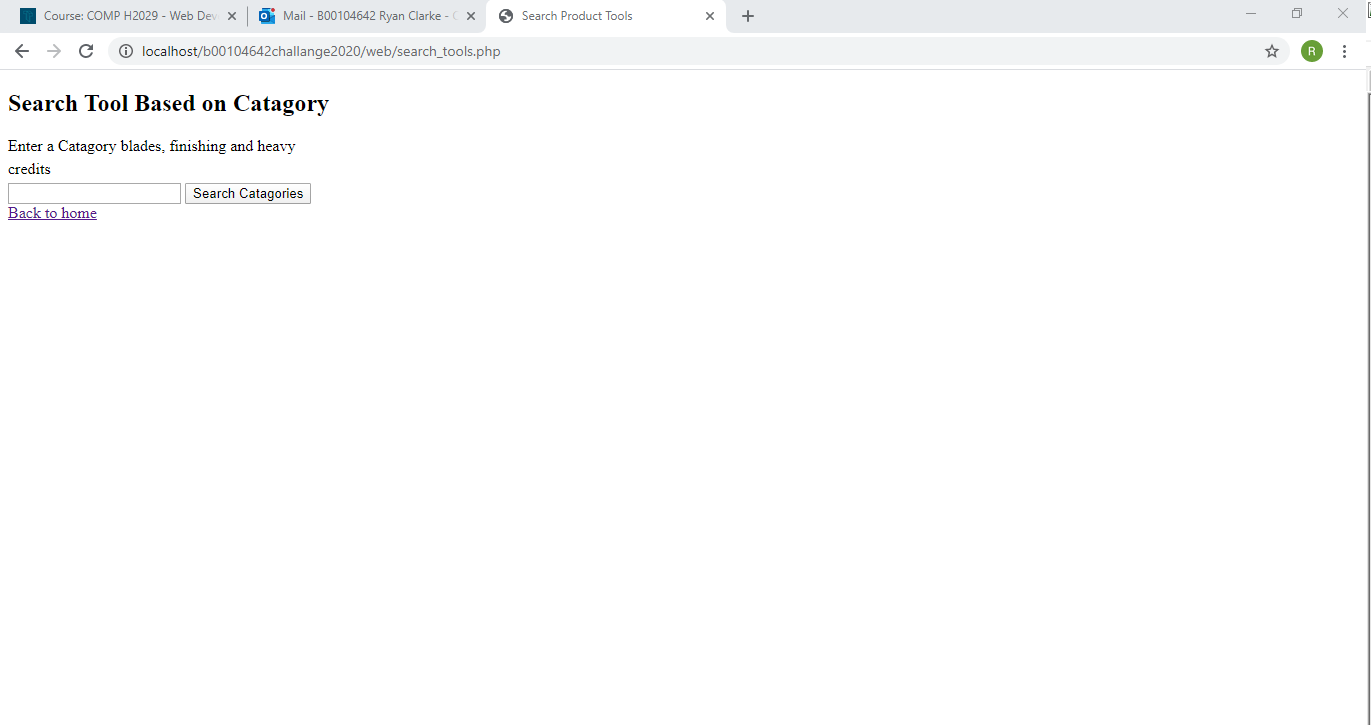 Course: COMP H2029 - Web Dev
Mail - B00104642 Ryan Clarke -
Search Product Tools
localhost/b00104642challange2020/web/search_tools.php
R
Search Tool Based on Catagory
Enter a Catagory blades, finishing and heavy
credits
Search Catagories
Back to home